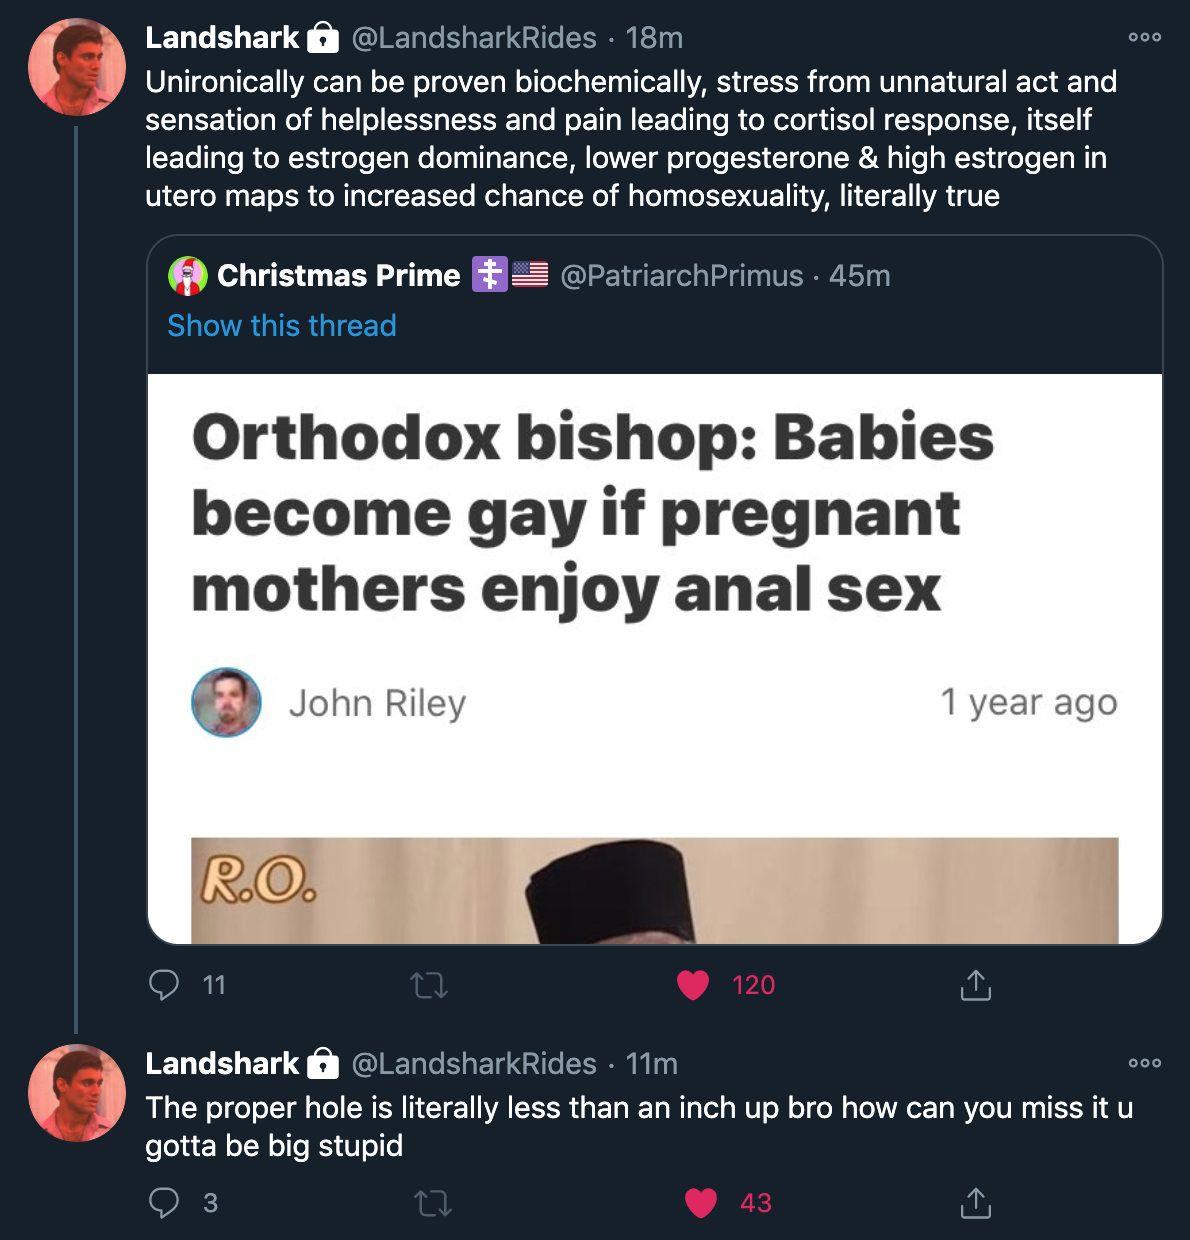 Landshark @LandsharkRides · 18m
Unironically can be proven biochemically, stress from unnatural act and
sensation of helplessness and pain leading to cortisol response, itself
leading to estrogen dominance, lower progesterone & high estrogen in
utero maps to increased chance of homosexuality, literally true
Christmas Prime @PatriarchPrimus · 45m
Show this thread
Orthodox bishop: Babies
become gay if pregnant
mothers enjoy anal sex
John Riley 1 year ago
R.O.
11 120
Landshark @LandsharkRides · 11m
The proper hole is literally less than an inch up bro how can you miss it u
gotta be big stupid
3 43